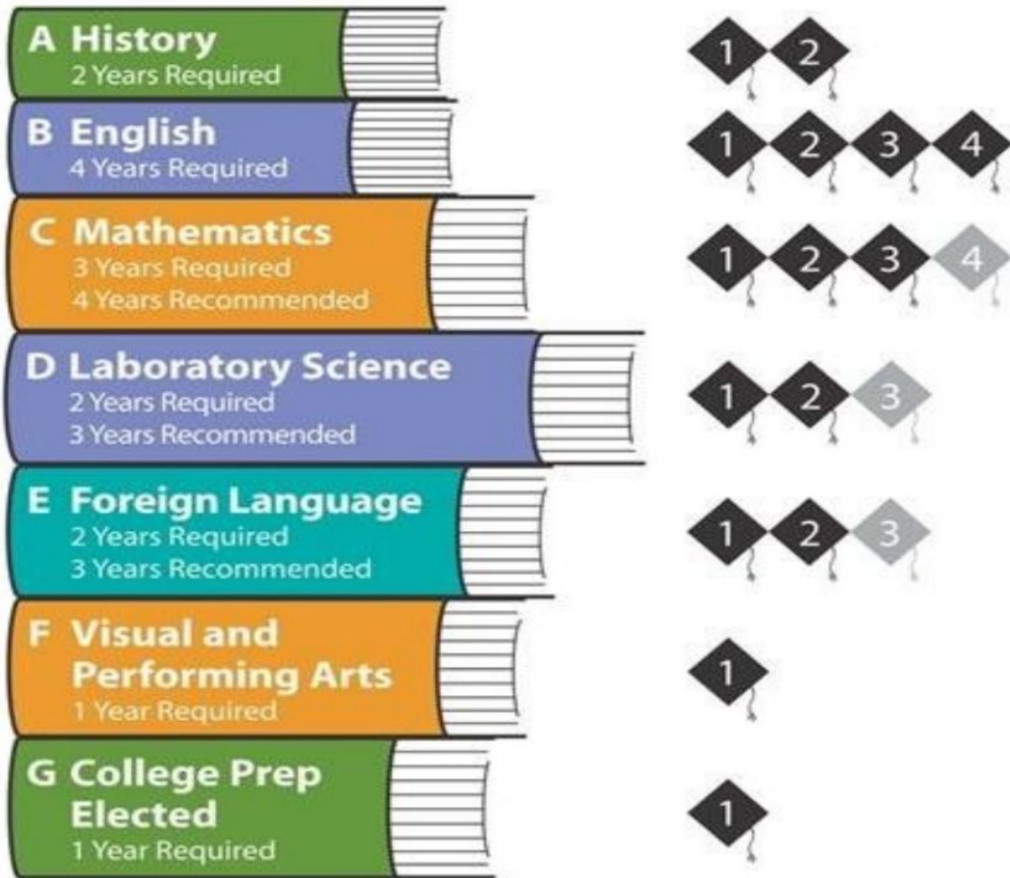 A History
2 Years Required
1 2
B English
4 Years Required
1 2 3 4
C Mathematics
3 Years Required
4 Years Recommended
1 2 3 4
D Laboratory Science
2 Years Required
3 Years Recommended
1 2 3
E Foreign Language
2 Years Required
3 Years Recommended
1 2 3
F Visual and
Performing Arts
1 Year Required
1
G College Prep
Elected
1 Year Required
1